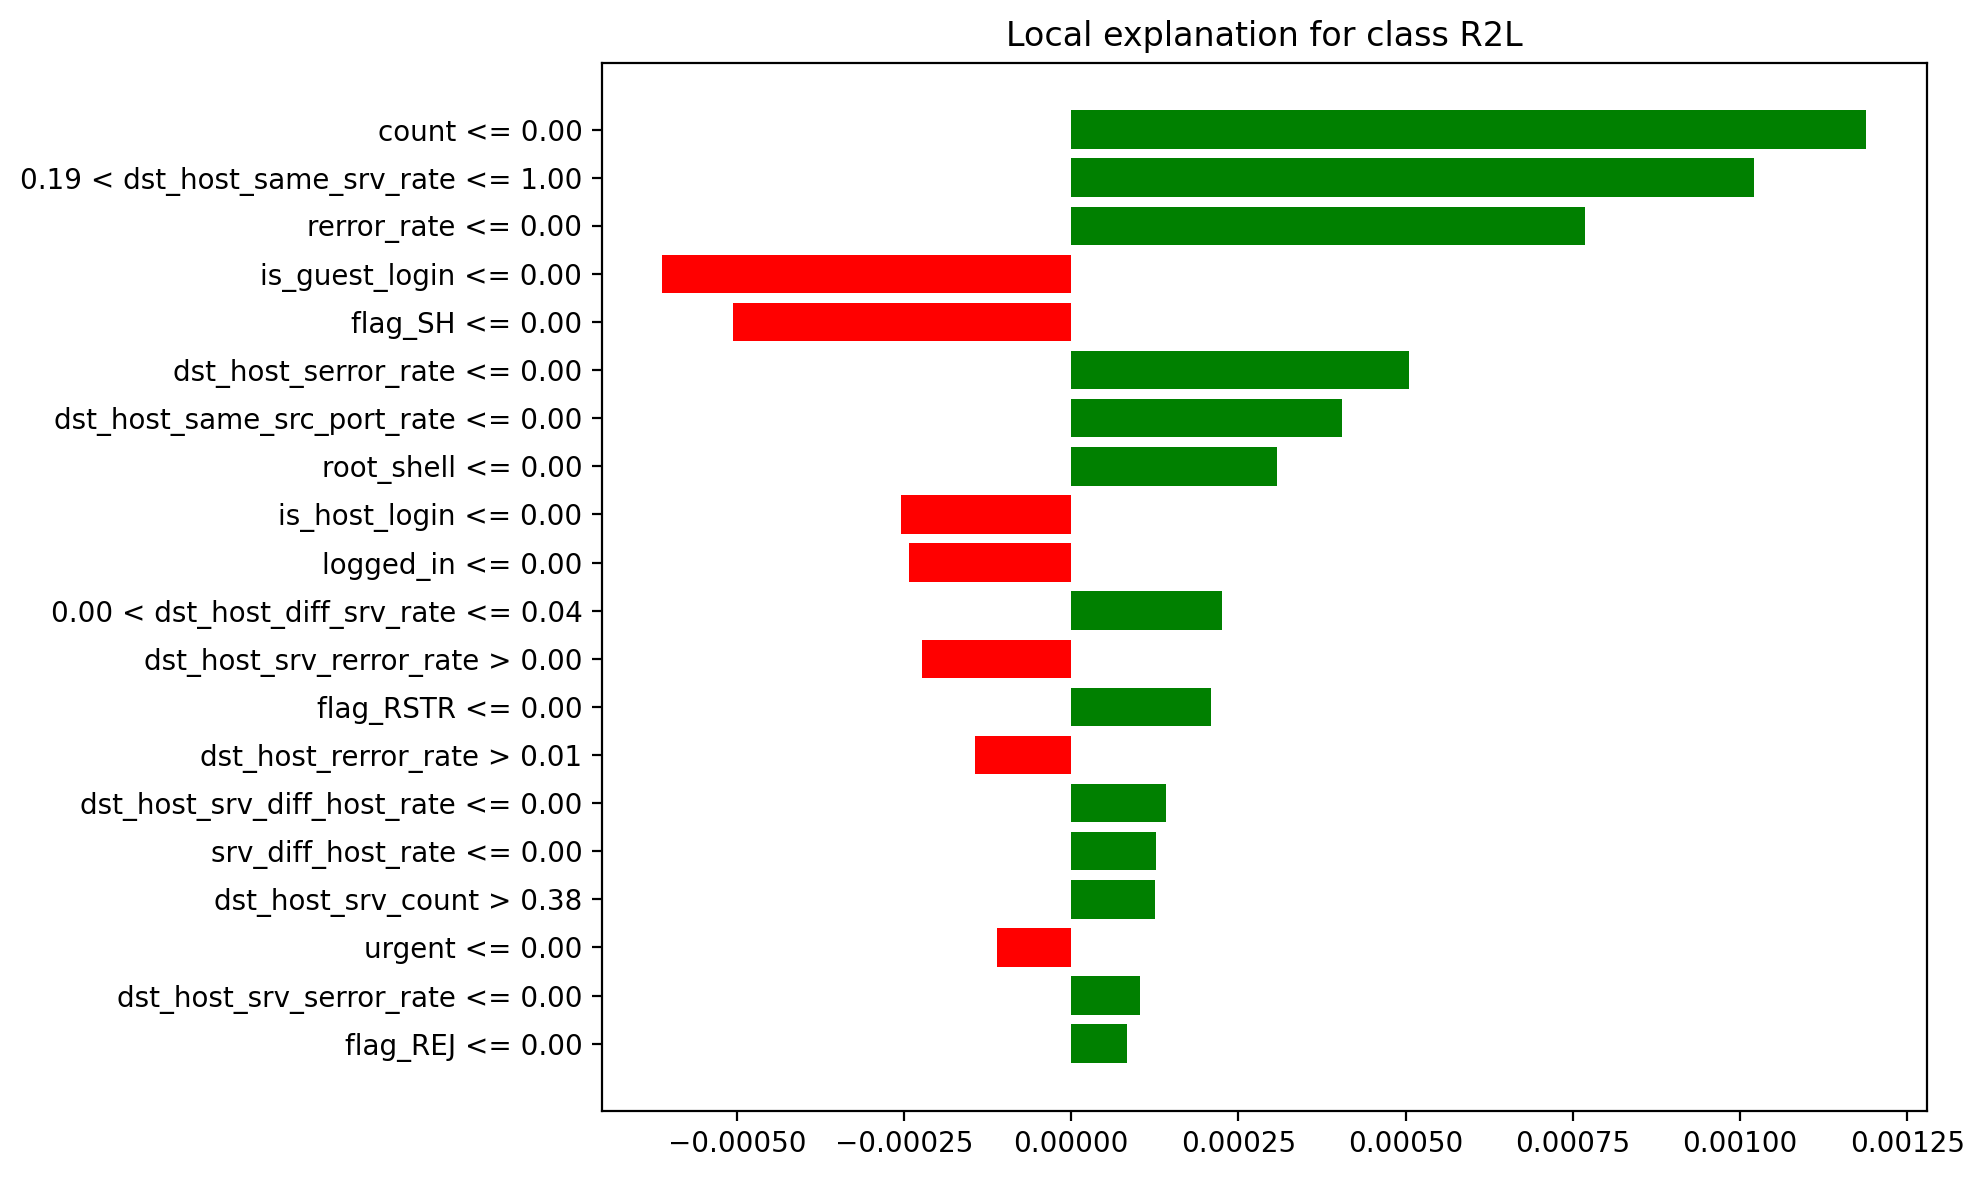 Local explanation for class R2L
count <= 0.00
0.19 < dst_host_same_srv_rate <= 1.00
rerror_rate <= 0.00
is_guest_login <= 0.00
flag_SH <= 0.00
dst_host_serror_rate <= 0.00
dst_host_same_src_port_rate <= 0.00
root_shell <= 0.00
is_host_login <= 0.00
logged_in <= 0.00
0.00 < dst_host_diff_srv_rate <= 0.04
dst_host_srv_rerror_rate > 0.00
flag_RSTR <= 0.00
dst_host_rerror_rate > 0.01
dst_host_srv_diff_host_rate <= 0.00
srv_diff_host_rate <= 0.00
dst_host_srv_count > 0.38
urgent <= 0.00
dst_host_srv_serror_rate <= 0.00
flag_REJ <= 0.00
−0.00050 −0.00025 0.00000 0.00025 0.00050 0.00075 0.00100 0.00125